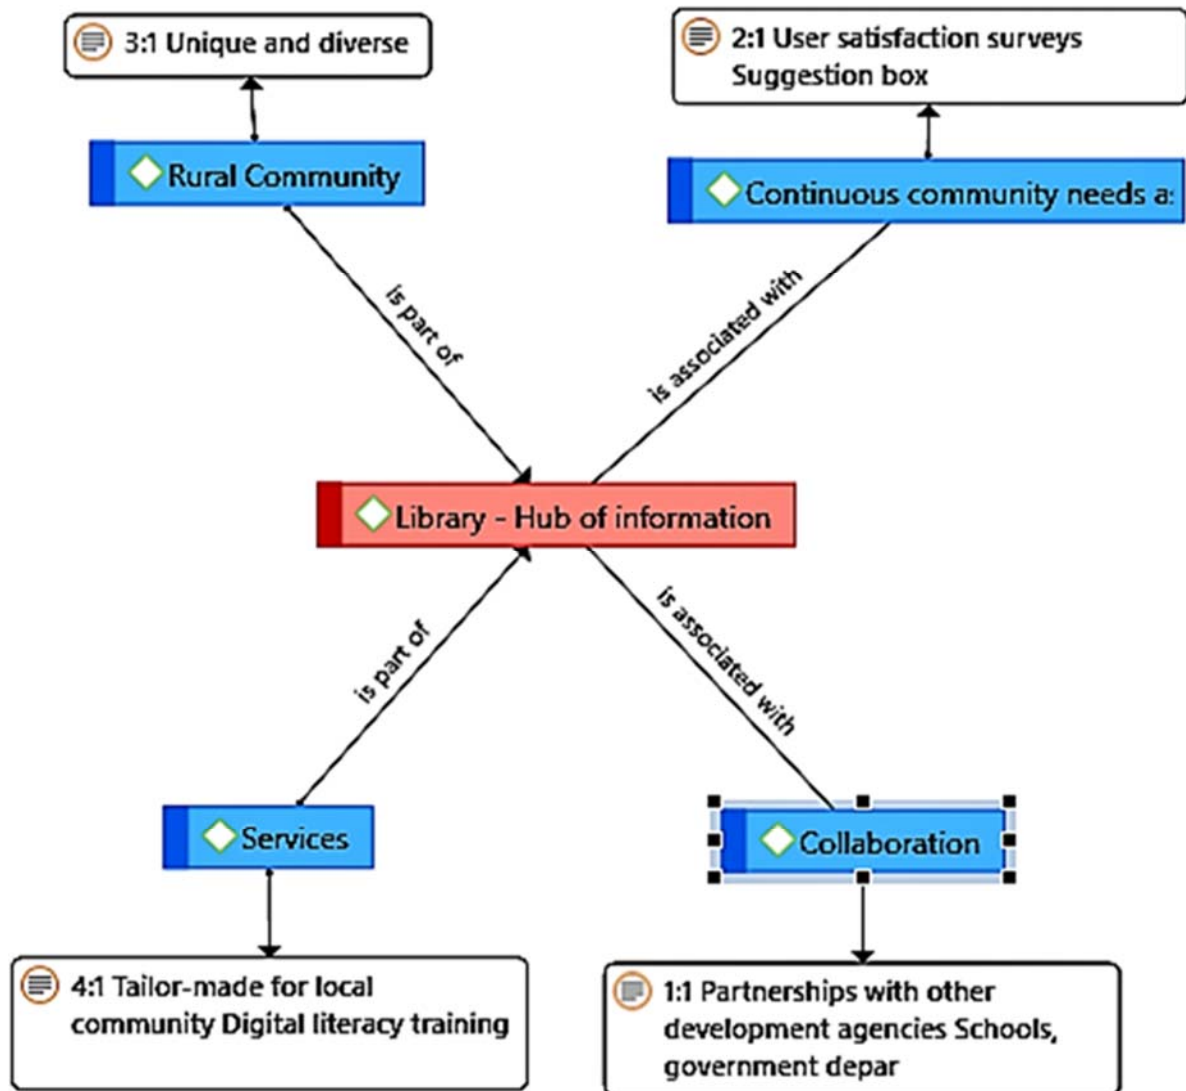 3:1 Unique and diverse
2:1 User satisfaction surveys
Suggestion box
Rural Community
Continuous community needs a
is part of
is associated with
Library - Hub of information
is part of
is associated with
Services
Collaboration
4:1 Tailor-made for local
community Digital literacy training
1:1 Partnerships with other
development agencies Schools,
government depar